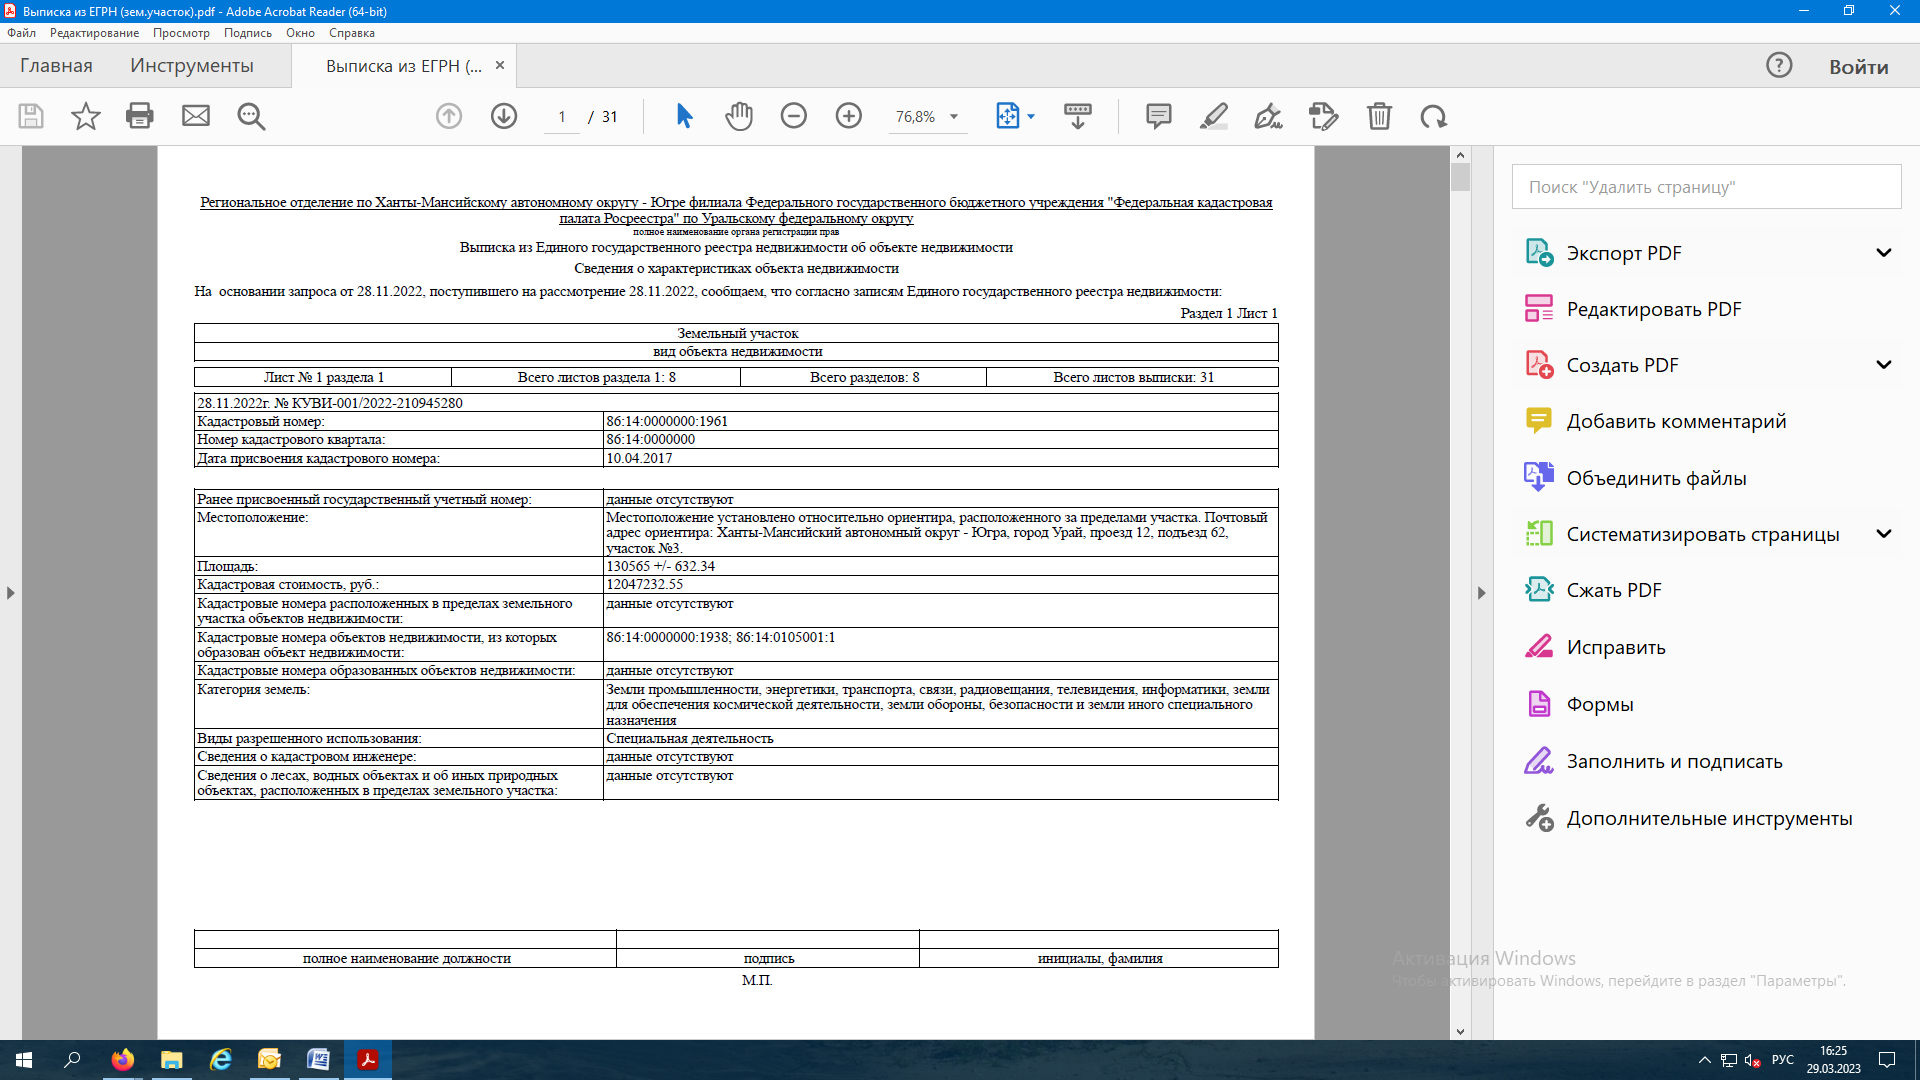 Выписка из ЕГРН (зем.участок).pdf - Adobe Acrobat Reader (64-bit)
Файл Редактирование Просмотр Подпись Окно Справка
Главная Инструменты Выписка из ЕГРН (... Войти
1 / 31 76,8%
Региональное отделение по Ханты-Мансийскому автономному округу - Югре филиала Федерального государственного бюджетного учреждения "Федеральная кадастровая
палата Росреестра" по Уральскому федеральному округу
полное наименование органа регистрации прав
Выписка из Единого государственного реестра недвижимости об объекте недвижимости
Сведения о характеристиках объекта недвижимости
На основании запроса от 28.11.2022, поступившего на рассмотрение 28.11.2022, сообщаем, что согласно записям Единого государственного реестра недвижимости:
Раздел 1 Лист 1
Земельный участок
вид объекта недвижимости
Лист № 1 раздела 1 Всего листов раздела 1: 8 Всего разделов: 8 Всего листов выписки: 31
28.11.2022г. № КУВИ-001/2022-210945280
Кадастровый номер: 86:14:0000000:1961
Номер кадастрового квартала: 86:14:0000000
Дата присвоения кадастрового номера: 10.04.2017
Ранее присвоенный государственный учетный номер: данные отсутствуют
Местоположение: Местоположение установлено относительно ориентира, расположенного за пределами участка. Почтовый
адрес ориентира: Ханты-Мансийский автономный округ - Югра, город Урай, проезд 12, подъезд 62,
участок №3.
Площадь: 130565 +/- 632.34
Кадастровая стоимость, руб.: 12047232.55
Кадастровые номера расположенных в пределах земельного данные отсутствуют
участка объектов недвижимости:
Кадастровые номера объектов недвижимости, из которых 86:14:0000000:1938; 86:14:0105001:1
образован объект недвижимости:
Кадастровые номера образованных объектов недвижимости: данные отсутствуют
Категория земель: Земли промышленности, энергетики, транспорта, связи, радиовещания, телевидения, информатики, земли
для обеспечения космической деятельности, земли обороны, безопасности и земли иного специального
назначения
Виды разрешенного использования: Специальная деятельность
Сведения о кадастровом инженере: данные отсутствуют
Сведения о лесах, водных объектах и об иных природных данные отсутствуют
объектах, расположенных в пределах земельного участка:
полное наименование должности подпись инициалы, фамилия
М.П.
Поиск "Удалить страницу"
Экспорт PDF
Редактировать PDF
Создать PDF
Добавить комментарий
Объединить файлы
Систематизировать страницы
Сжать PDF
Исправить
Формы
Заполнить и подписать
Дополнительные инструменты
Активация Windows
Чтобы активировать Windows, перейдите в раздел "Параметры".
РУС 16:25
29.03.2023